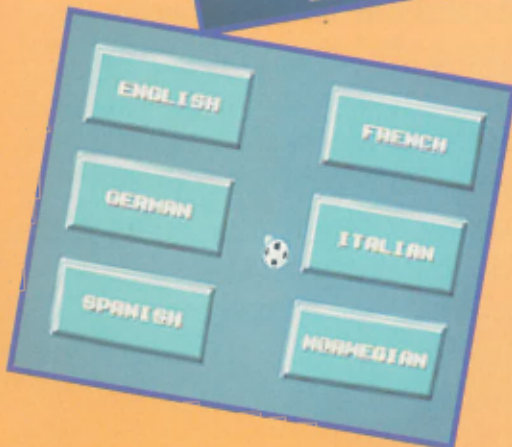 ENGLISH
FRENCH
GERMAN
ITALIAN
SPANISH
NORWEGIAN